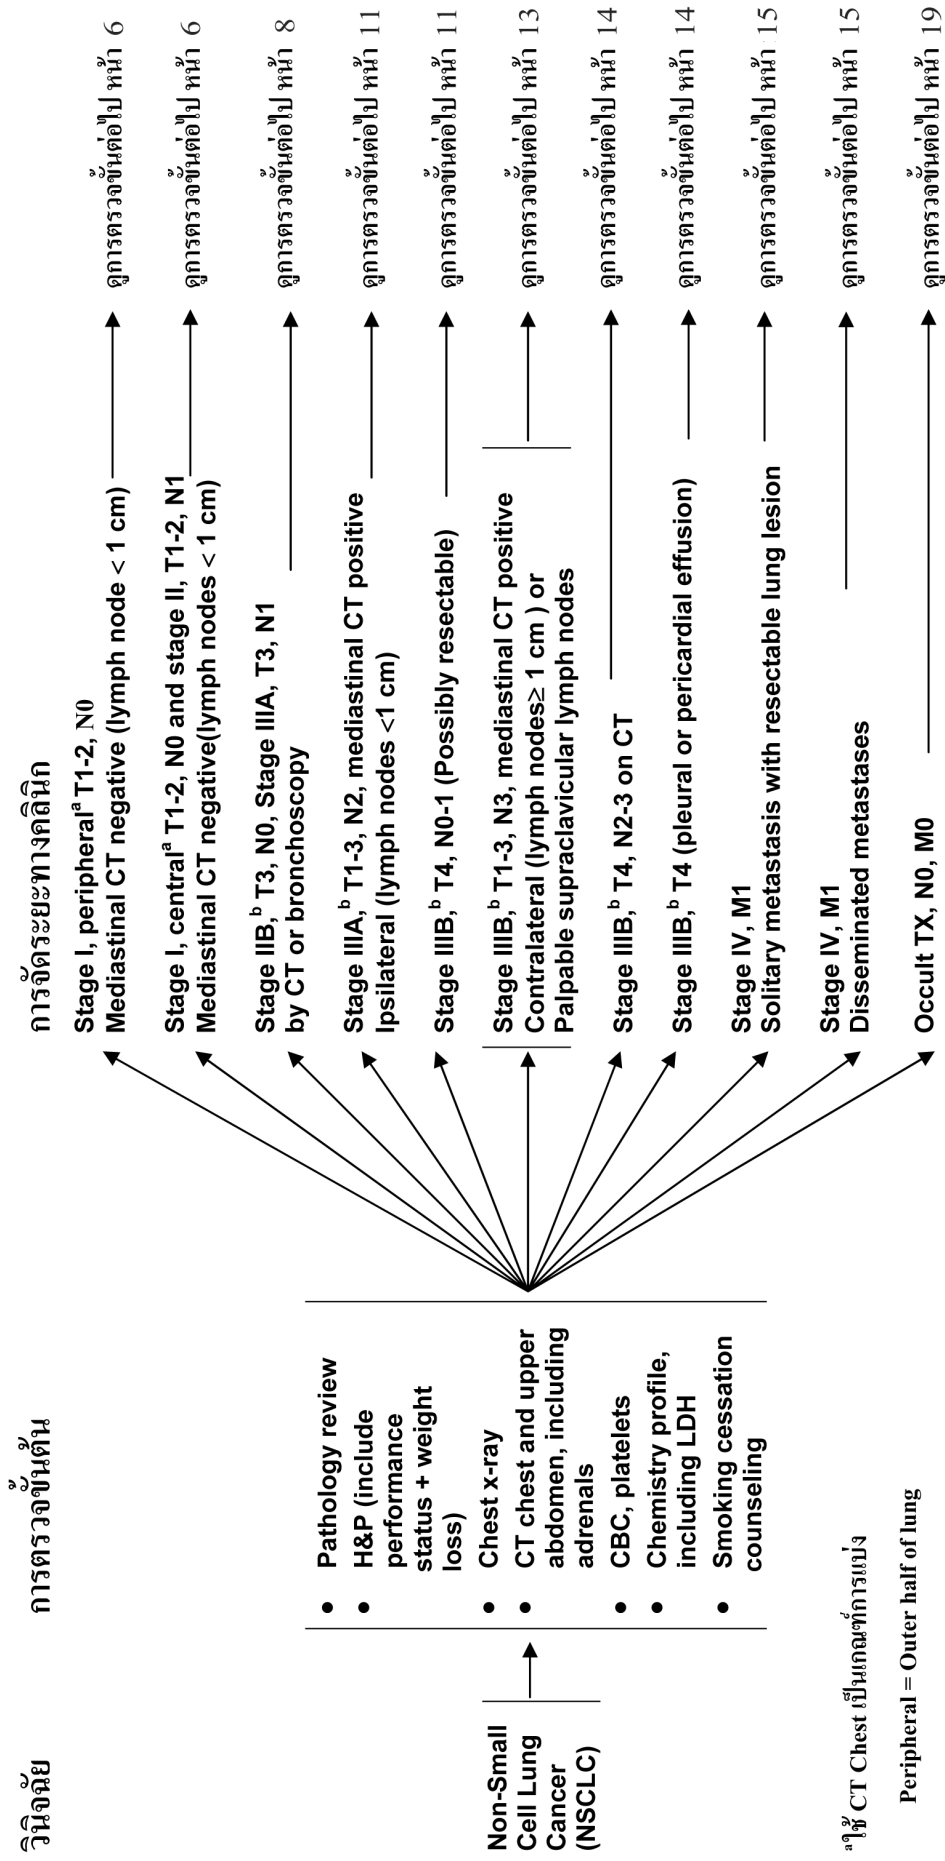 วินิจฉัย
การตรวจขั้นต้น
การจัดระยะทางคลินิก
Non-Small
Cell Lung
Cancer
(NSCLC)
• Pathology review
• H&P (include
performance
status + weight
loss)
• Chest x-ray
• CT chest and upper
abdomen, including
adrenals
• CBC, platelets
• Chemistry profile,
including LDH
• Smoking cessation
counseling
Stage I, peripheralᵃ T1-2, N0
Mediastinal CT negative (lymph node < 1 cm)
ดูการตรวจขั้นต่อไป หน้า 6
Stage I, centralᵃ T1-2, N0 and stage II, T1-2, N1
Mediastinal CT negative(lymph nodes < 1 cm)
ดูการตรวจขั้นต่อไป หน้า 6
Stage IIB,ᵇ T3, N0, Stage IIIA, T3, N1
by CT or bronchoscopy
ดูการตรวจขั้นต่อไป หน้า 8
Stage IIIA,ᵇ T1-3, N2, mediastinal CT positive
Ipsilateral (lymph nodes <1 cm)
ดูการตรวจขั้นต่อไป หน้า 11
Stage IIIB,ᵇ T4, N0-1 (Possibly resectable)
ดูการตรวจขั้นต่อไป หน้า 11
Stage IIIB,ᵇ T1-3, N3, mediastinal CT positive
Contralateral (lymph nodes≥ 1 cm ) or
Palpable supraclavicular lymph nodes
ดูการตรวจขั้นต่อไป หน้า 13
Stage IIIB,ᵇ T4, N2-3 on CT
ดูการตรวจขั้นต่อไป หน้า 14
Stage IIIB,ᵇ T4 (pleural or pericardial effusion)
ดูการตรวจขั้นต่อไป หน้า 14
Stage IV, M1
Solitary metastasis with resectable lung lesion
ดูการตรวจขั้นต่อไป หน้า 15
Stage IV, M1
Disseminated metastases
ดูการตรวจขั้นต่อไป หน้า 15
Occult TX, N0, M0
ดูการตรวจขั้นต่อไป หน้า 19
ᵃใช้ CT Chest เป็นเกณฑ์การแบ่ง
Peripheral = Outer half of lung